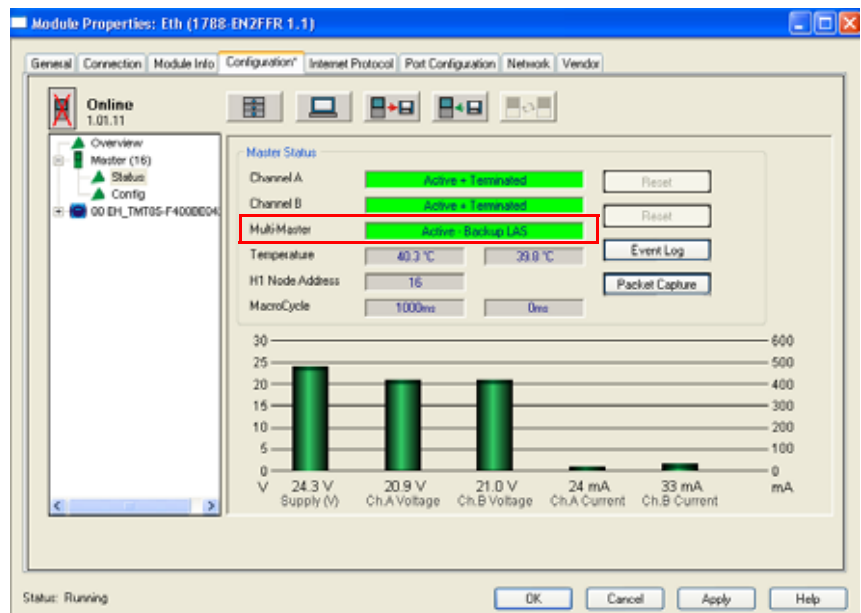 Module Properties: Eth (1788-EN2FFR 1.1)
General Connection Module Info Configuration* Internet Protocol Port Configuration Network Vendor
Online
1.01.11
Overview
Master (16)
Status
Config
00 EH_TMT85-F400BE04
Master Status
Channel A Active + Terminated Reset
Channel B Active + Terminated Reset
Multi-Master Active - Backup LAS Event Log
Temperature 40.3 °C 39.8 °C
H1 Node Address 16 Packet Capture
MacroCycle 1000ms 0ms
30 600
25 500
20 400
15 300
10 200
5 100
0 0
V 24.3 V 20.9 V 21.0 V 24 mA 33 mA mA
Supply (V) Ch.A Voltage Ch.B Voltage Ch.A Current Ch.B Current
Status: Running OK Cancel Apply Help